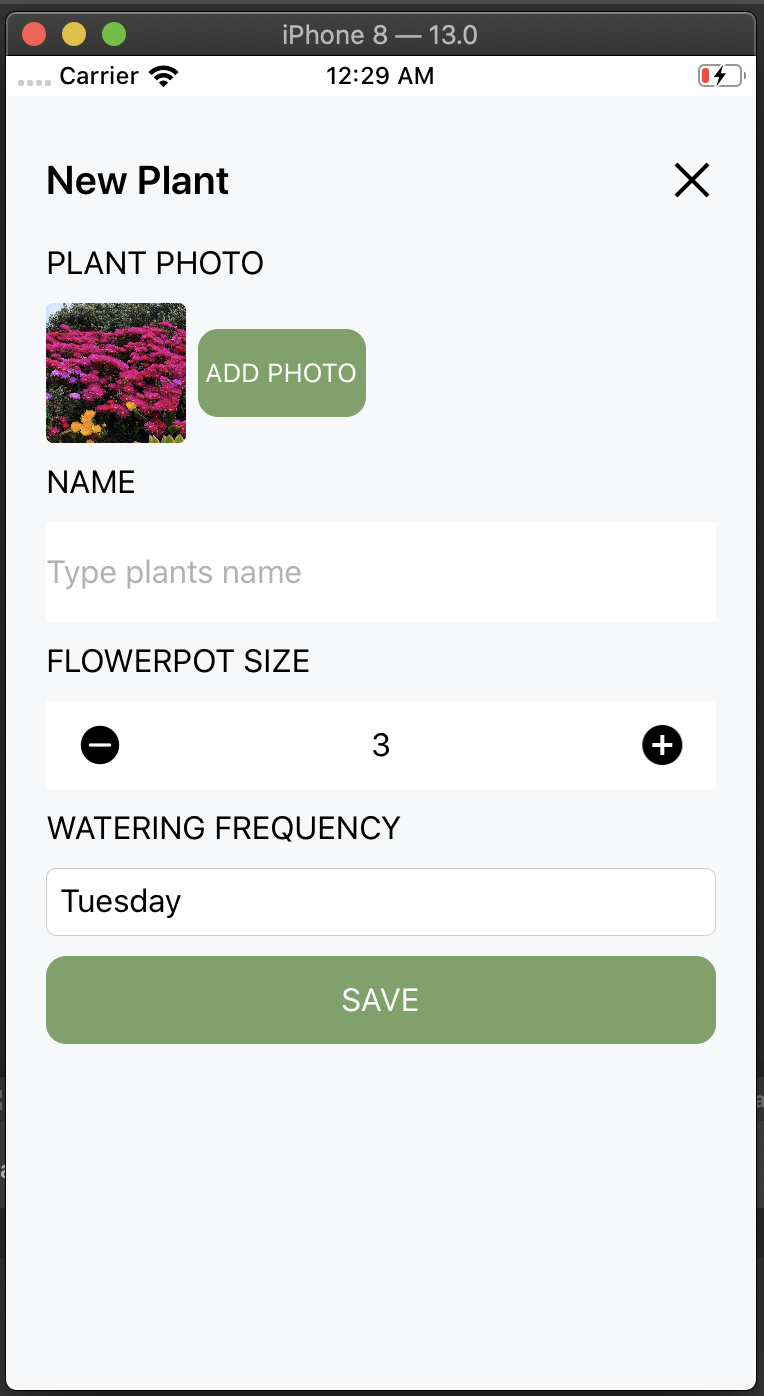 iPhone 8 — 13.0
Carrier 12:29 AM
New Plant
PLANT PHOTO
ADD PHOTO
NAME
Type plants name
FLOWERPOT SIZE
3
WATERING FREQUENCY
Tuesday
SAVE